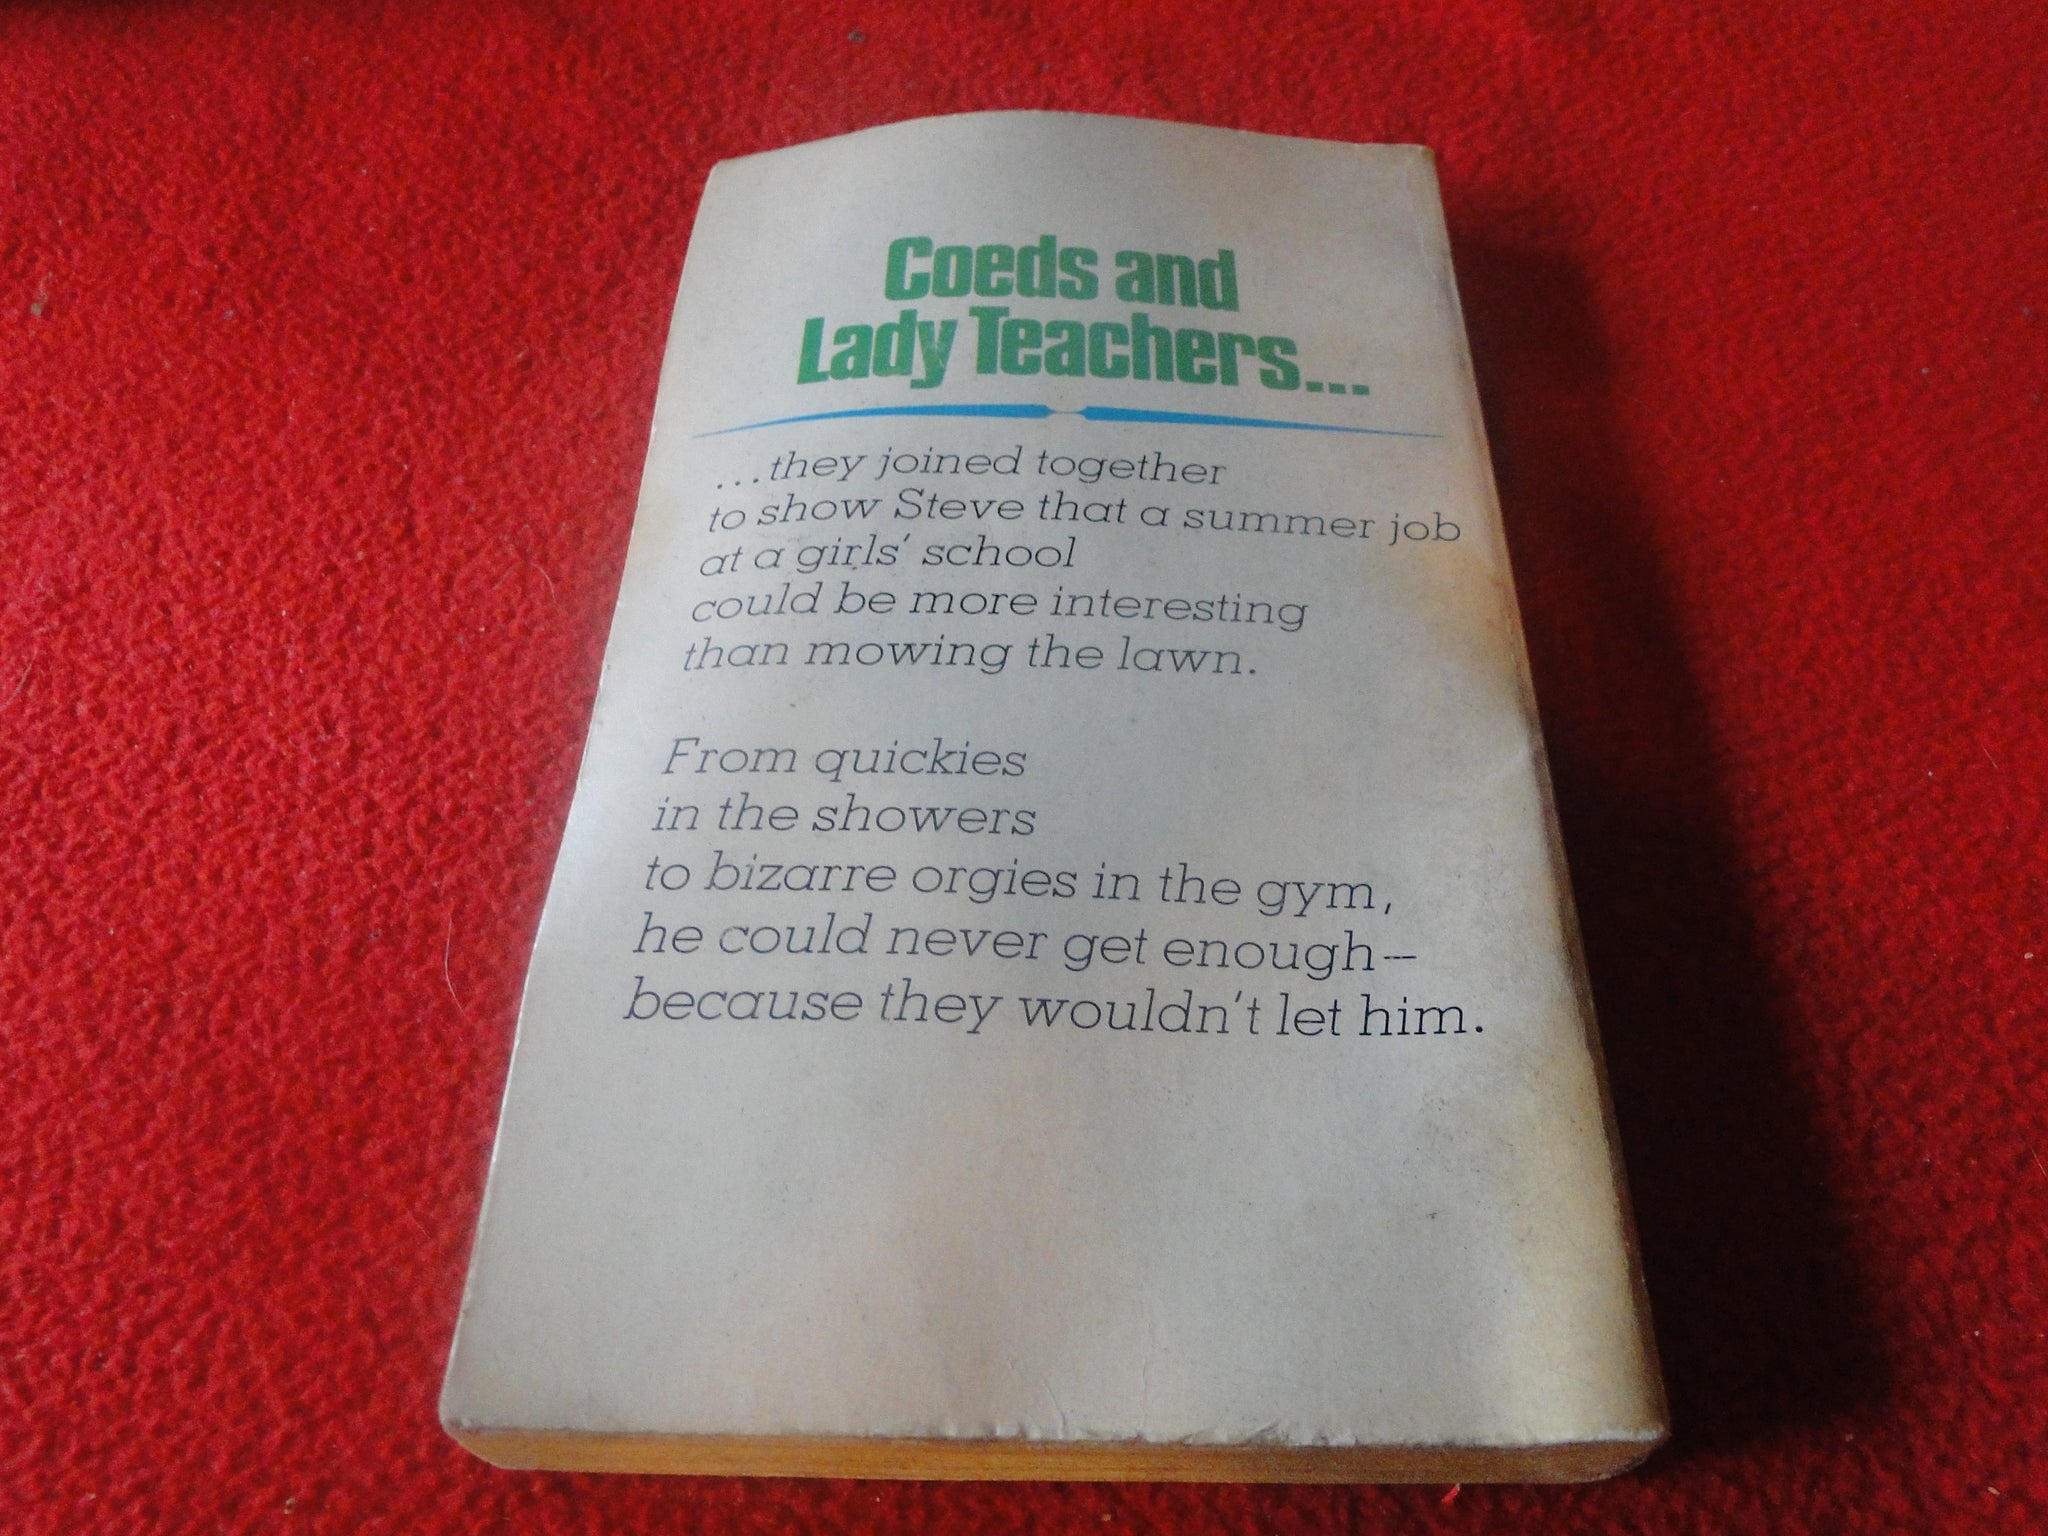 Coeds and
Lady Teachers...
...they joined together
to show Steve that a summer job
at a girls' school
could be more interesting
than mowing the lawn.
From quickies
in the showers
to bizarre orgies in the gym,
he could never get enough—
because they wouldn't let him.